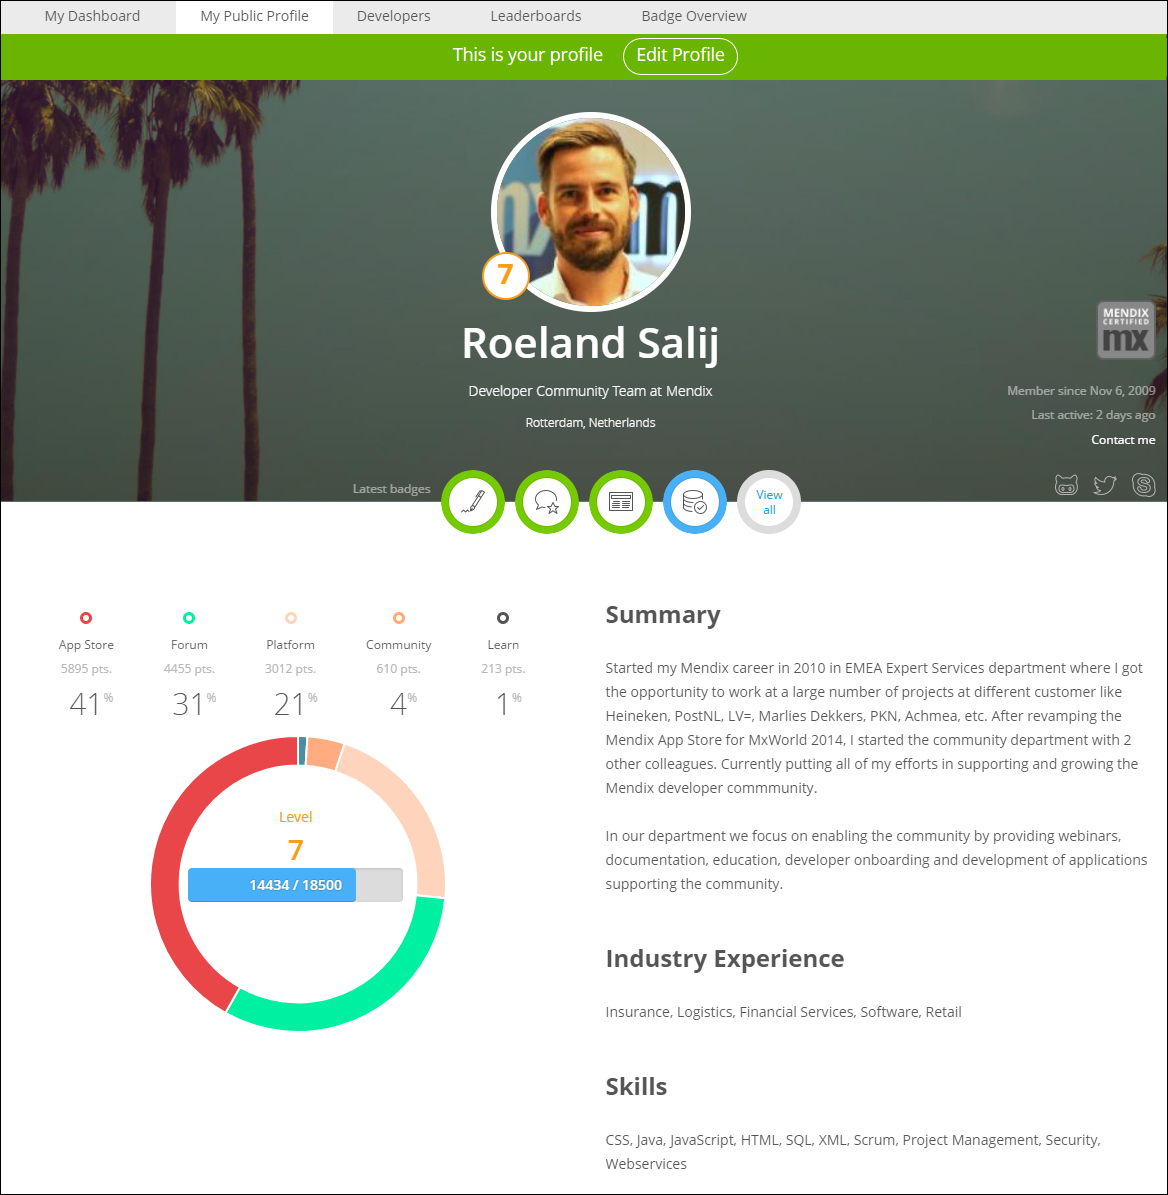 My Dashboard My Public Profile Developers Leaderboards Badge Overview
This is your profile Edit Profile
mx m
7
Roeland Salij
MENDIX
CERTIFIED
mx
Developer Community Team at Mendix
Member since Nov 6, 2009
Last active: 2 days ago
Rotterdam, Netherlands
Contact me
Latest badges
View
all
App Store Forum Platform Community Learn
5895 pts. 4455 pts. 3012 pts. 610 pts. 213 pts.
41% 31% 21% 4% 1%
Level
7
14434 / 18500
Summary
Started my Mendix career in 2010 in EMEA Expert Services department where I got
the opportunity to work at a large number of projects at different customer like
Heineken, PostNL, LV=, Marlies Dekkers, PKN, Achmea, etc. After revamping the
Mendix App Store for MxWorld 2014, I started the community department with 2
other colleagues. Currently putting all of my efforts in supporting and growing the
Mendix developer commmunity.
In our department we focus on enabling the community by providing webinars,
documentation, education, developer onboarding and development of applications
supporting the community.
Industry Experience
Insurance, Logistics, Financial Services, Software, Retail
Skills
CSS, Java, JavaScript, HTML, SQL, XML, Scrum, Project Management, Security,
Webservices